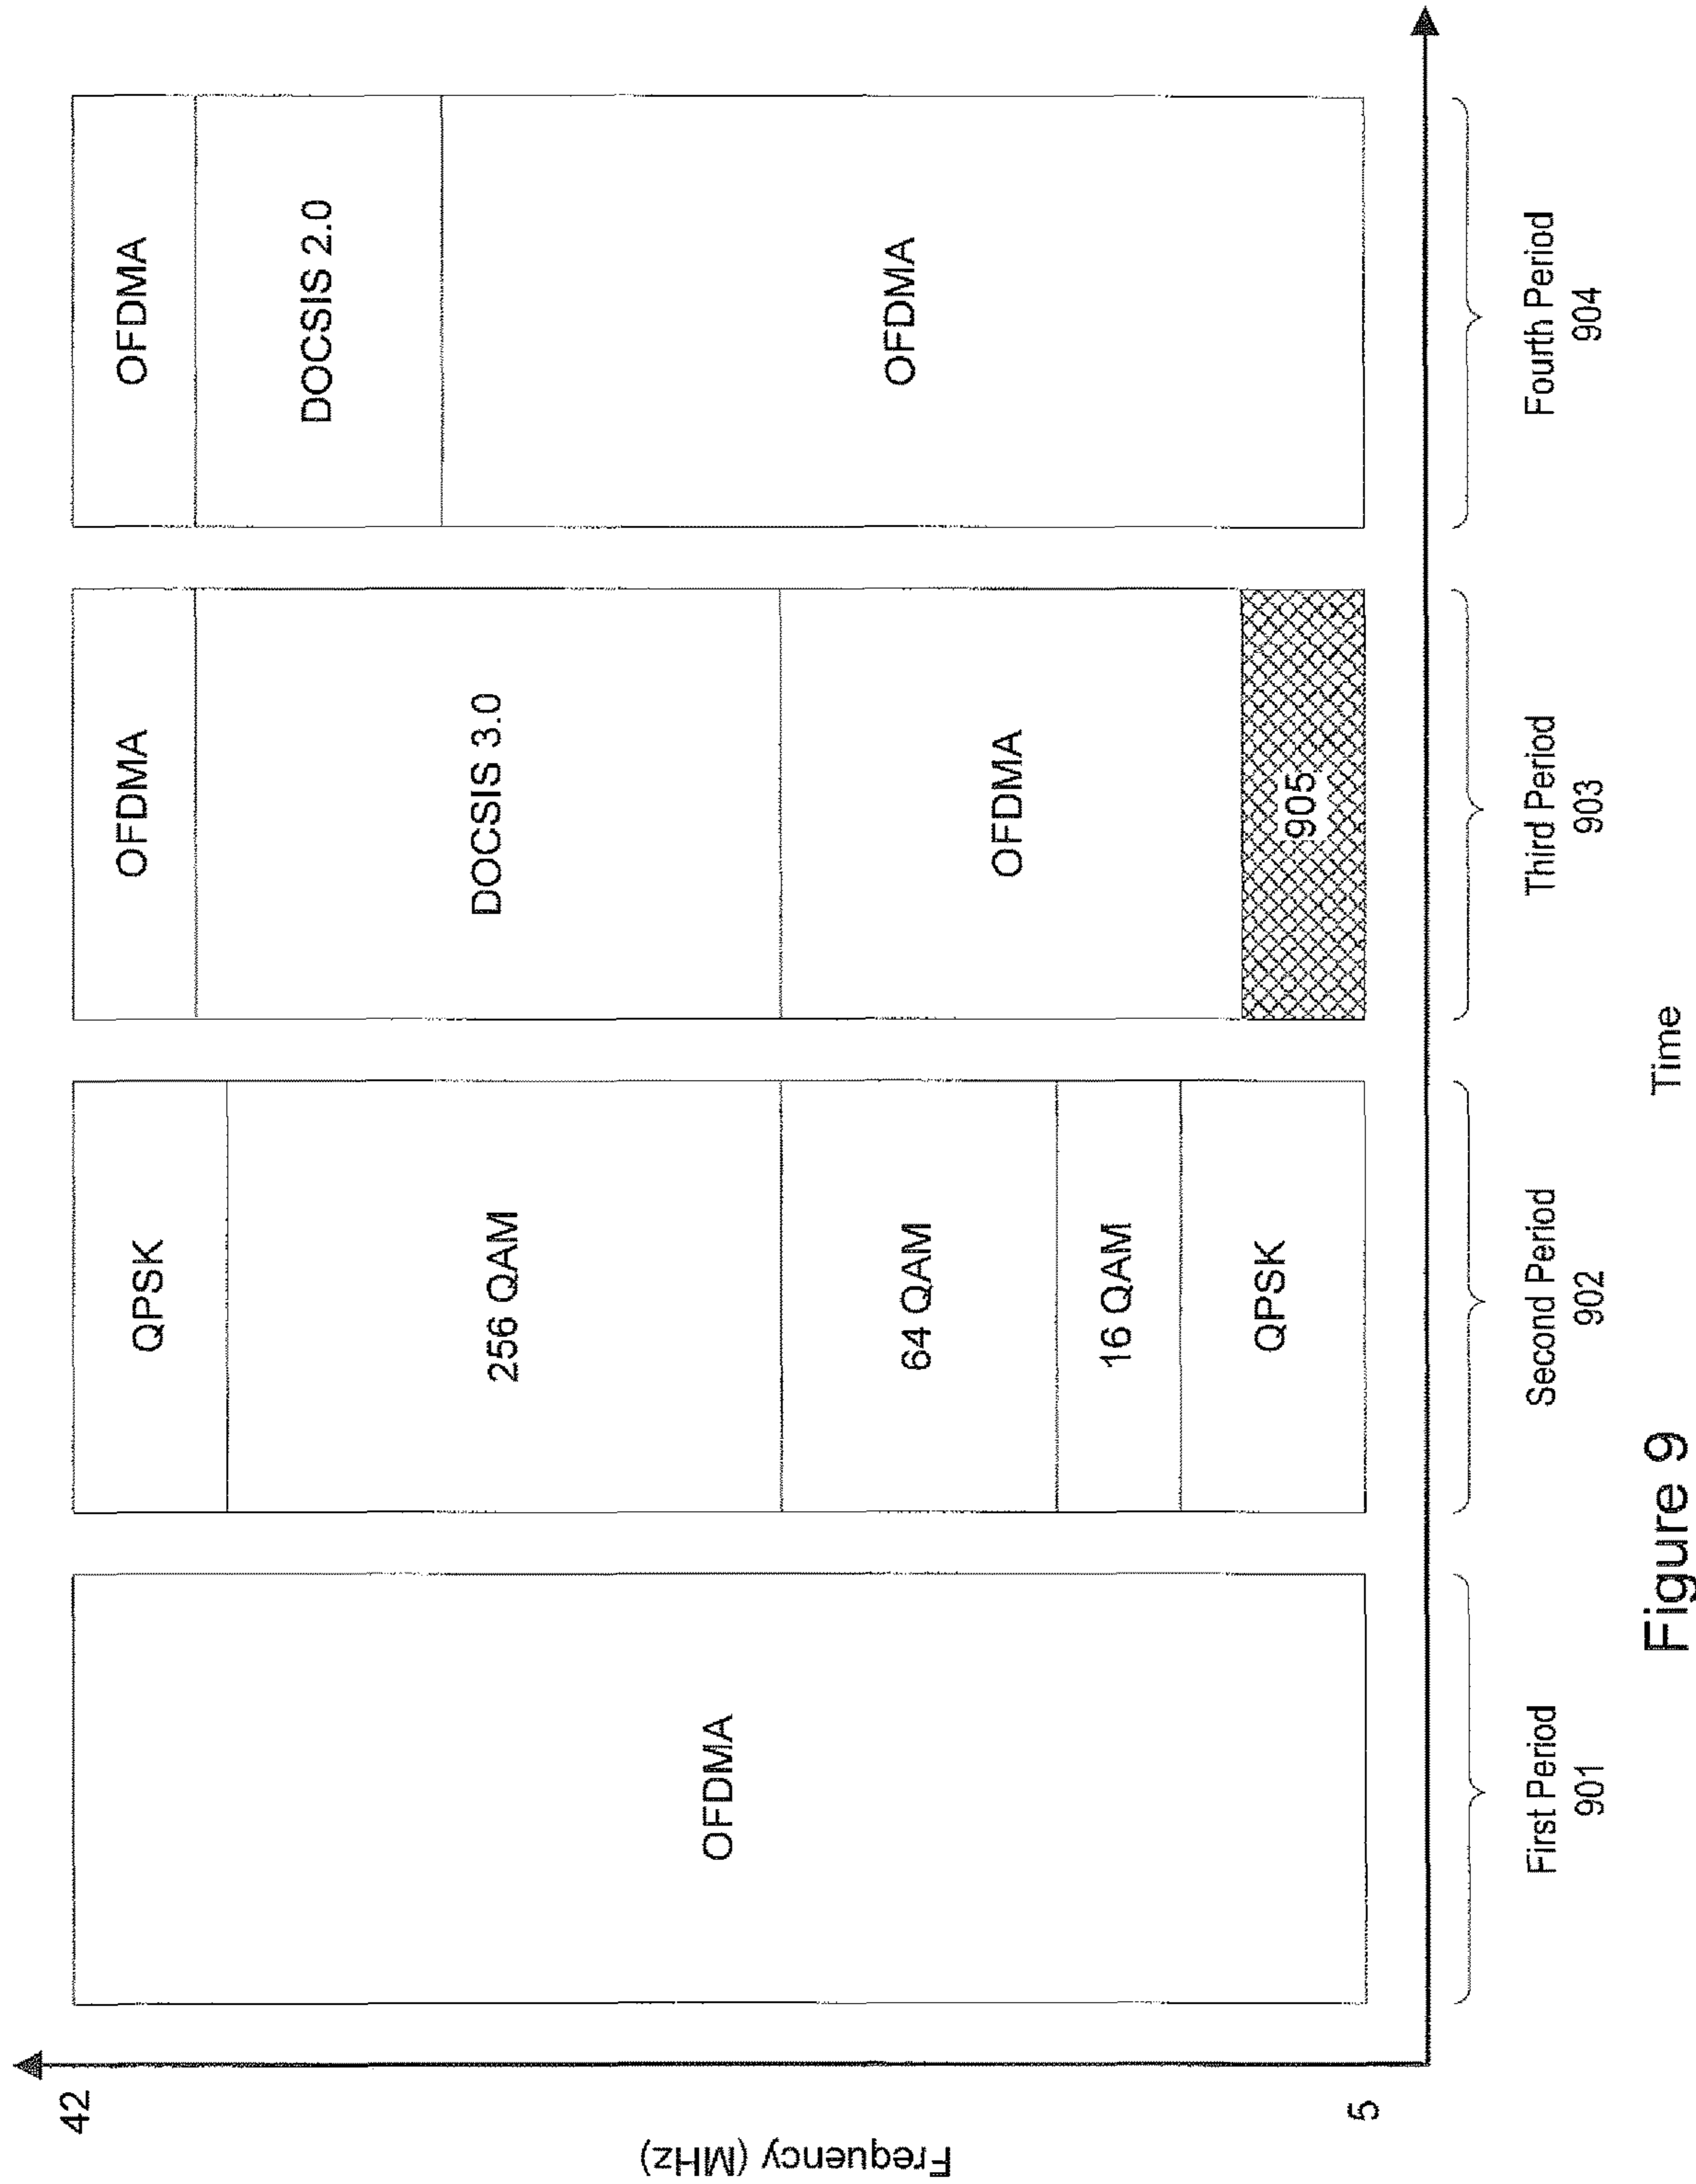 42
5
Frequency (MHz)
OFDMA
First Period
901
QPSK
256 QAM
64 QAM
16 QAM
QPSK
Second Period
902
OFDMA
DOCSIS 3.0
OFDMA
905
Third Period
903
OFDMA
DOCSIS 2.0
OFDMA
Fourth Period
904
Time
Figure 9